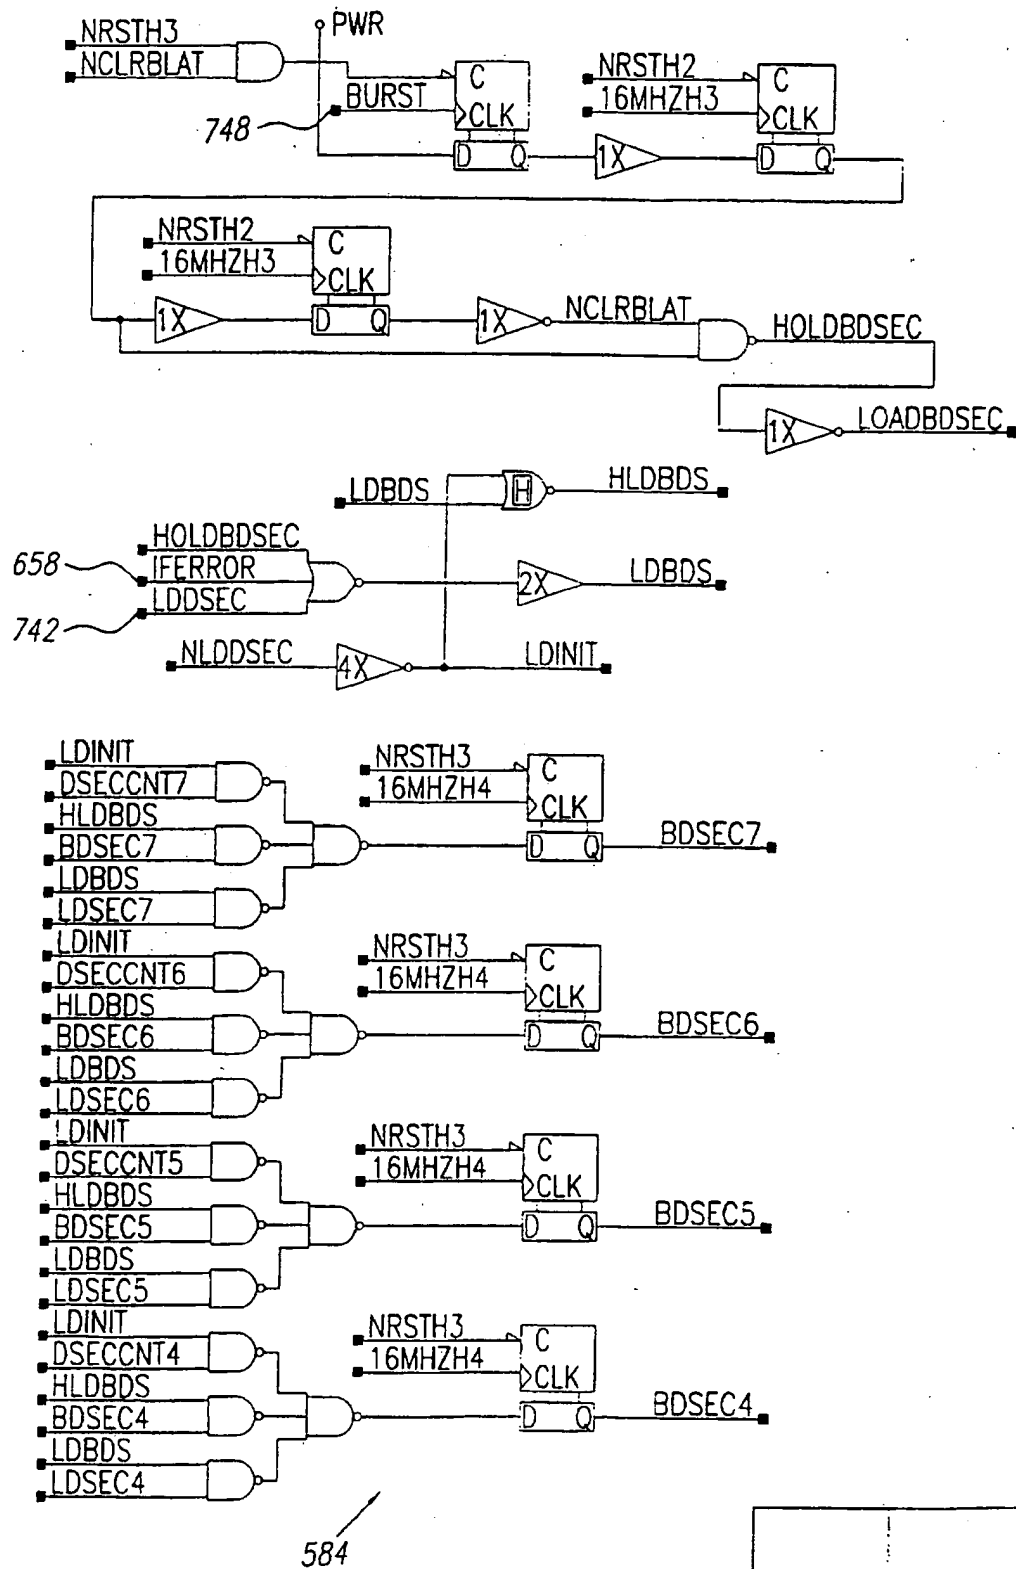 NRSTH3
PWR
NCLRBLAT
C
NRSTH2
C
BURST
CLK
16MHZH3
CLK
748
D Q
1X
D Q
NRSTH2
C
16MHZH3
CLK
1X
D Q
1X
NCLRBLAT
HOLDBDSEC
1X
LOADBDSEC
LDBDS
H
HLDBDS
HOLDBDSEC
658
IFERROR
2X
LDBDS
LDDSEC
742
NLDDSEC
4X
LDINIT
LDINIT
NRSTH3
C
DSECCNT7
16MHZH4
CLK
HLDBDS
BDSEC7
D Q
BDSEC7
LDBDS
LDSEC7
LDINIT
NRSTH3
C
DSECCNT6
16MHZH4
CLK
HLDBDS
BDSEC6
D Q
BDSEC6
LDBDS
LDSEC6
LDINIT
NRSTH3
C
DSECCNT5
16MHZH4
CLK
HLDBDS
BDSEC5
D Q
BDSEC5
LDBDS
LDSEC5
LDINIT
NRSTH3
C
DSECCNT4
16MHZH4
CLK
HLDBDS
BDSEC4
D Q
BDSEC4
LDBDS
LDSEC4
584